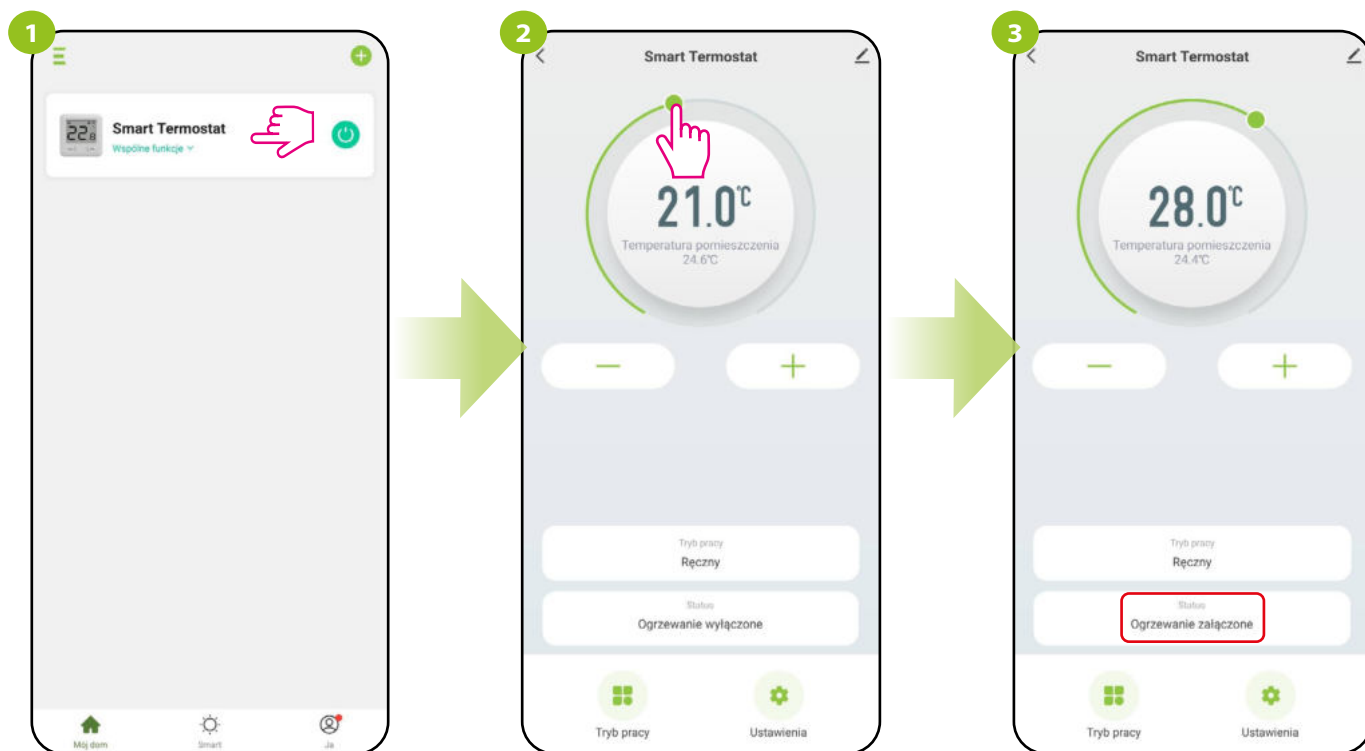 1
Smart Termostat
Wspólne funkcje
22.8
Mój dom
Smart
Ja
2
Smart Termostat
21.0°C
Temperatura pomieszczenia
24.6°C
Tryb pracy
Ręczny
Status
Ogrzewanie wyłączone
Tryb pracy
Ustawienia
3
Smart Termostat
28.0°C
Temperatura pomieszczenia
24.4°C
Tryb pracy
Ręczny
Status
Ogrzewanie załączone
Tryb pracy
Ustawienia